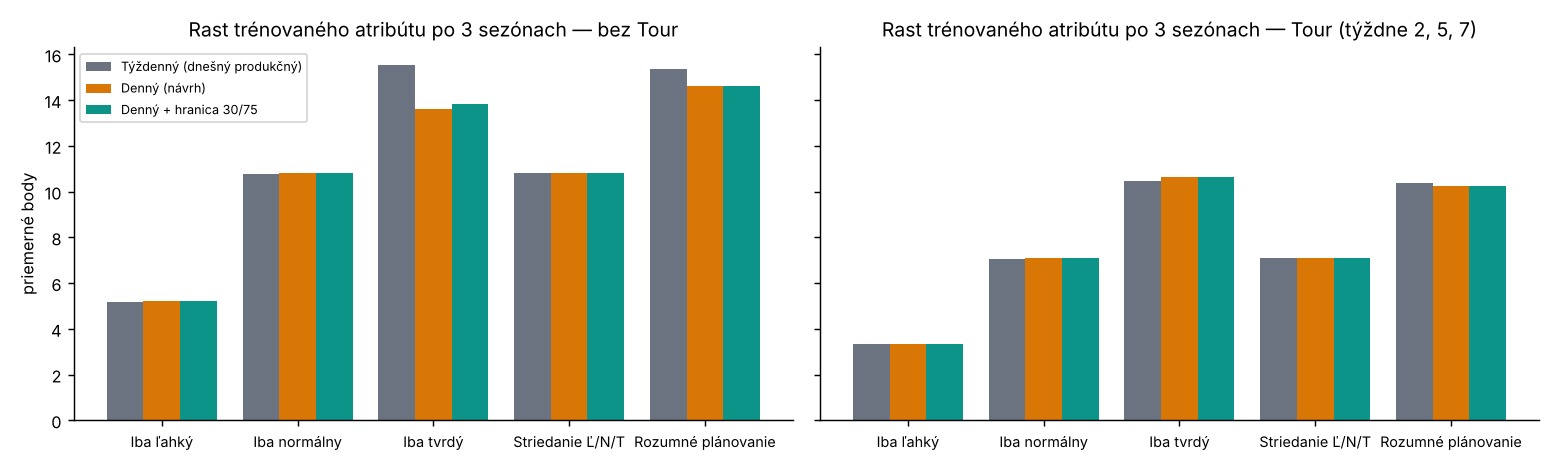 Rast trénovaného atribútu po 3 sezónach — bez Tour
Týždenný (dnešný produkčný)
Denný (návrh)
Denný + hranica 30/75
priemerné body
16
14
12
10
8
6
4
2
0
Iba ľahký
Iba normálny
Iba tvrdý
Striedanie Ľ/N/T
Rozumné plánovanie
Rast trénovaného atribútu po 3 sezónach — Tour (týždne 2, 5, 7)
Iba ľahký
Iba normálny
Iba tvrdý
Striedanie Ľ/N/T
Rozumné plánovanie